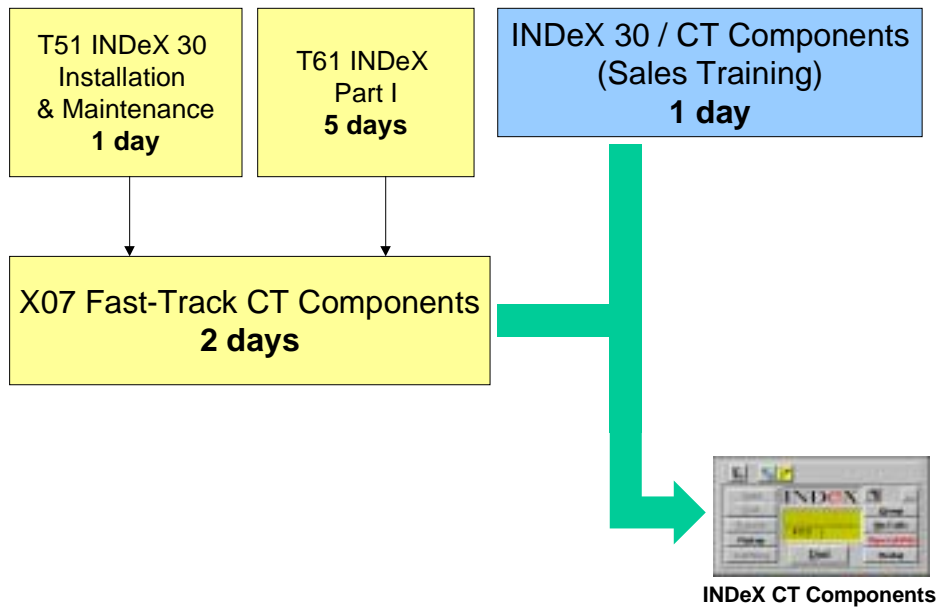 T51 INDeX 30
Installation
& Maintenance
1 day
T61 INDeX
Part I
5 days
INDeX 30 / CT Components
(Sales Training)
1 day
X07 Fast-Track CT Components
2 days
INDeX
INDeX CT Components